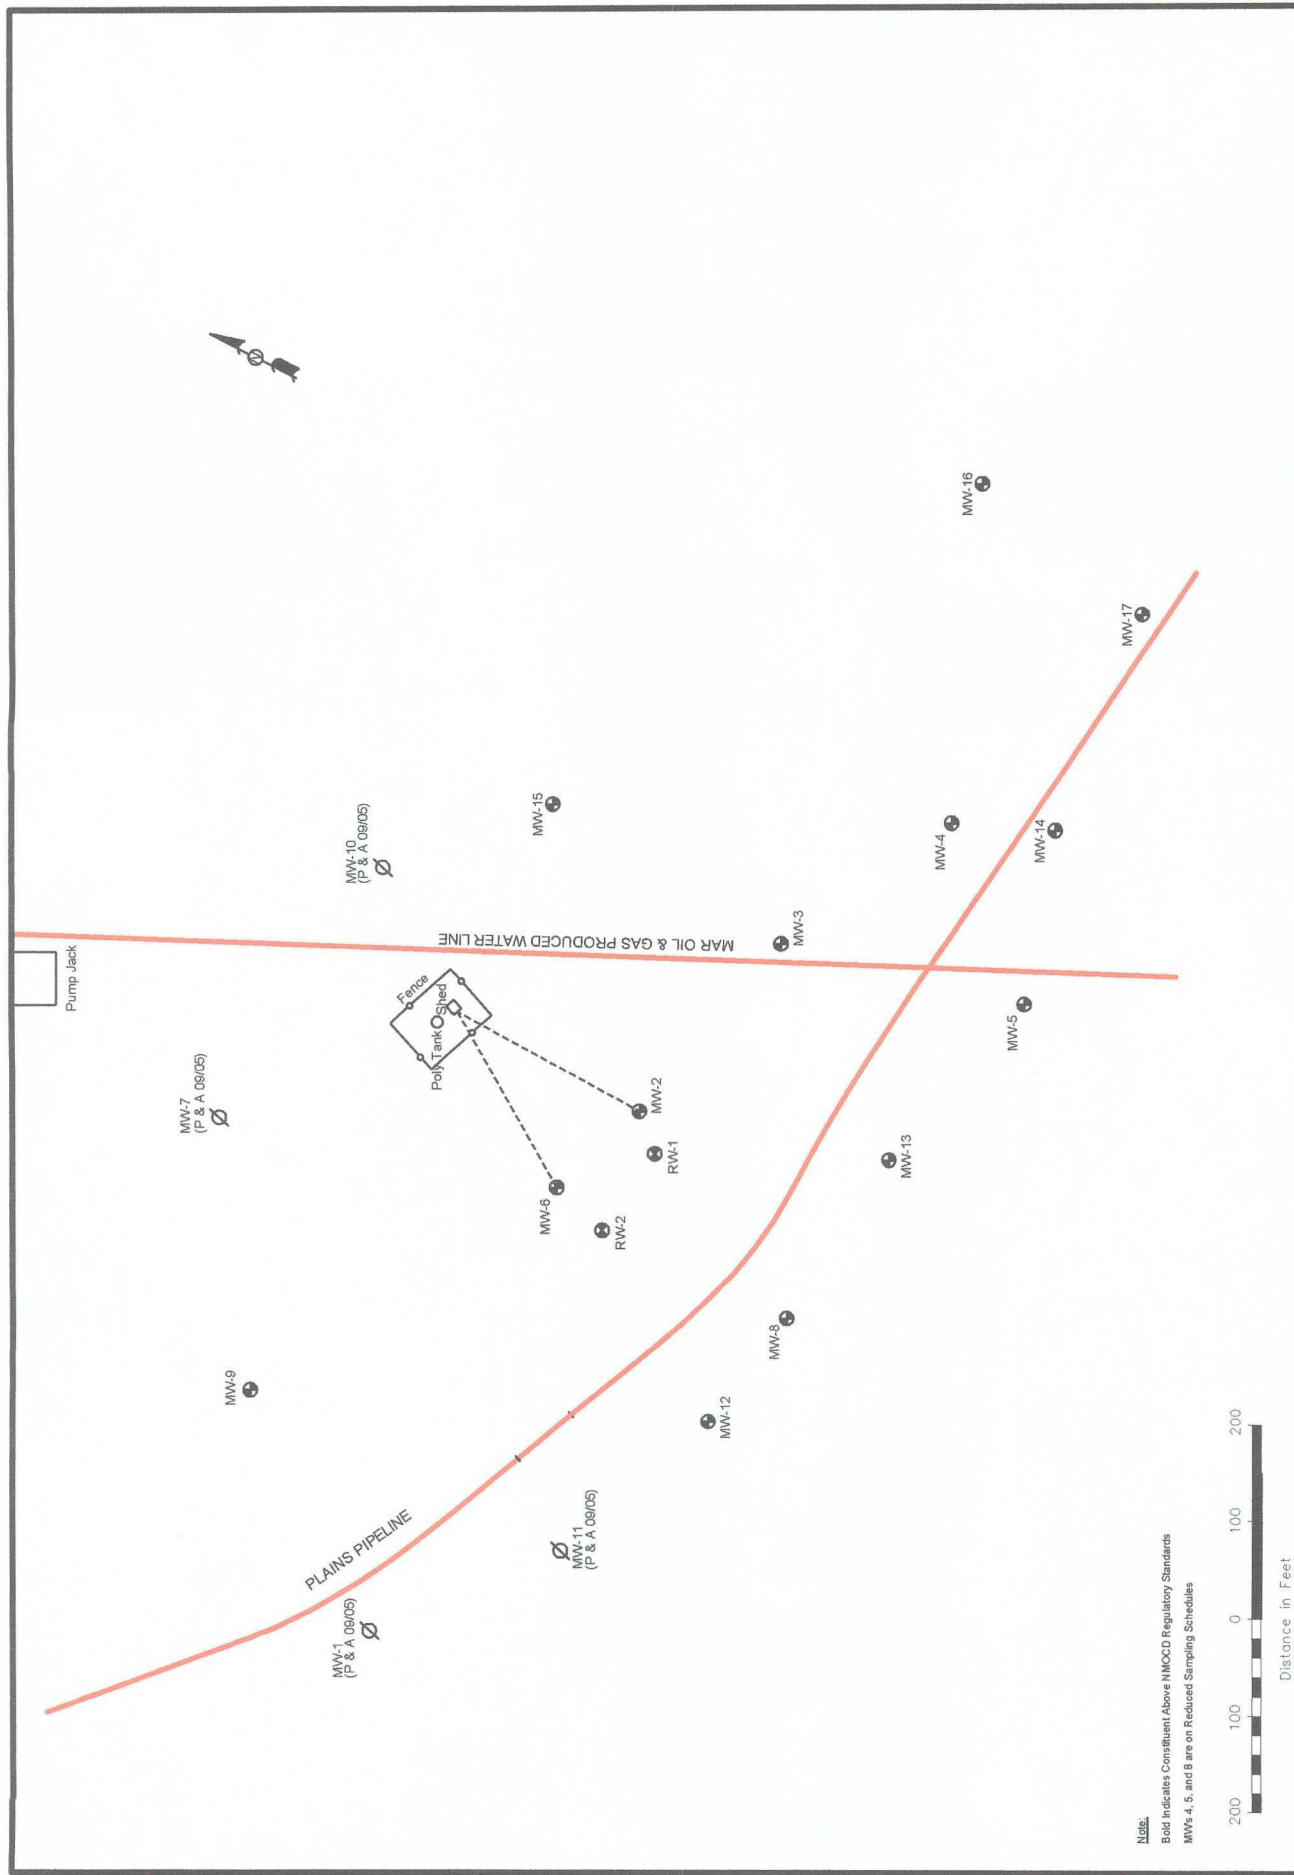 Pump Jack
N
MW-7
(P & A 09/05)
MW-10
(P & A 09/05)
MW-9
Fence
Shed
Poly Tank
MAR OIL & GAS PRODUCED WATER LINE
MW-15
MW-6
MW-2
RW-1
RW-2
PLAINS PIPELINE
MW-1
(P & A 09/05)
MW-11
(P & A 09/05)
MW-12
MW-8
MW-13
MW-3
MW-5
MW-4
MW-14
MW-16
MW-17
Note:
Bold Indicates Constituent Above NMOCD Regulatory Standards
MW's 4, 5, and 8 are on Reduced Sampling Schedules
200 100 0 100 200
Distance in Feet